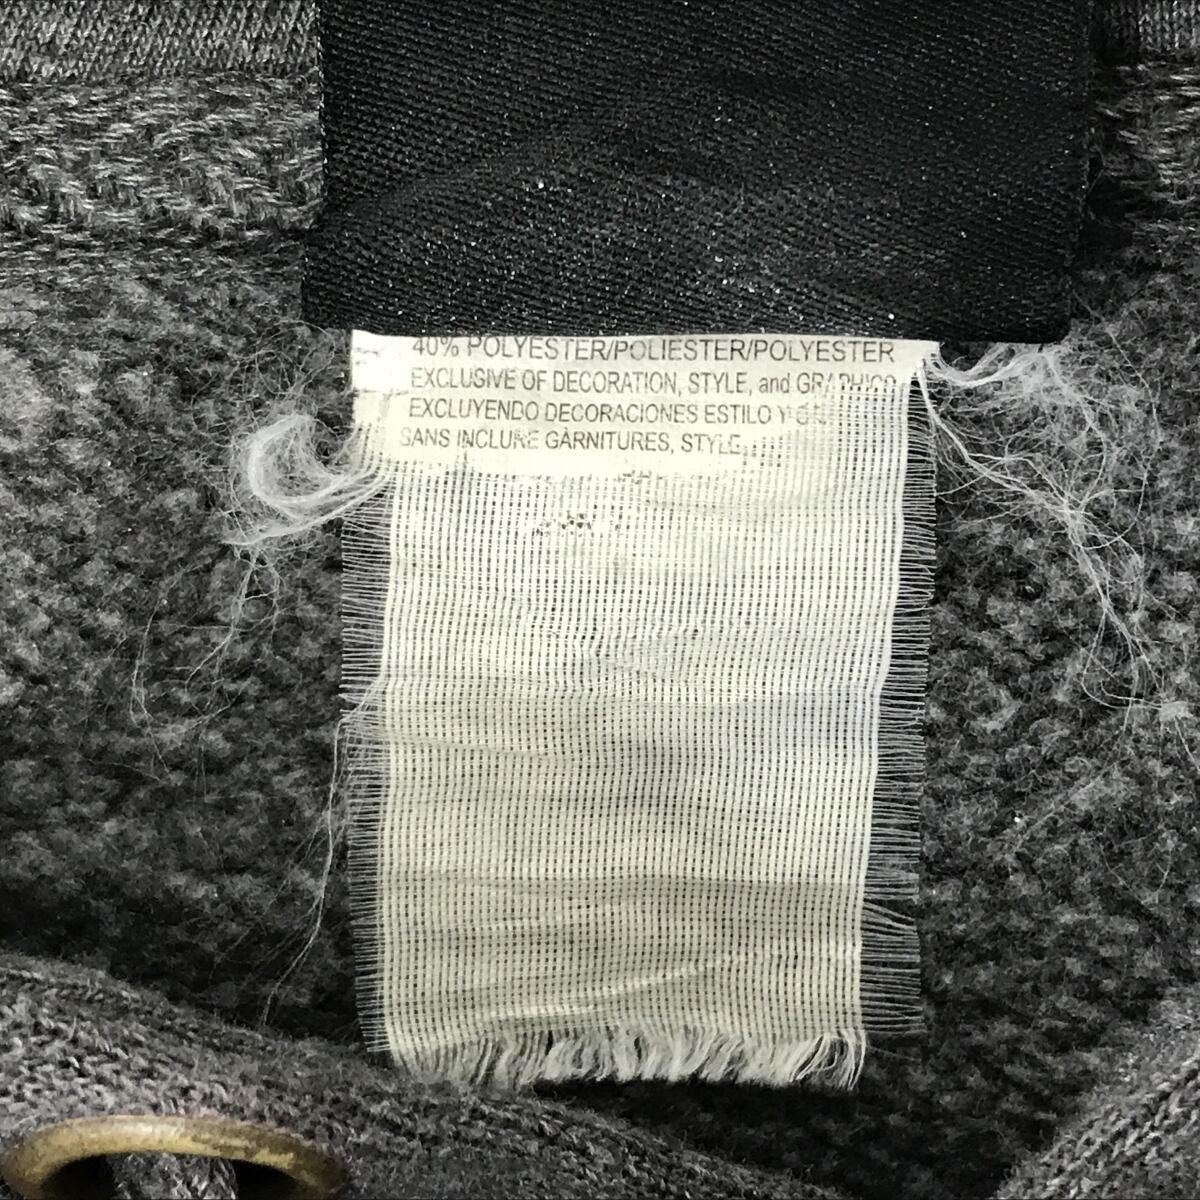 40% POLYESTER/POLIESTER/POLYESTER
EXCLUSIVE OF DECORATION, STYLE, and
EXCLUYENDO DECORACIONES ESTILO Y
SANS INCLURE GARNITURES, STYLE,